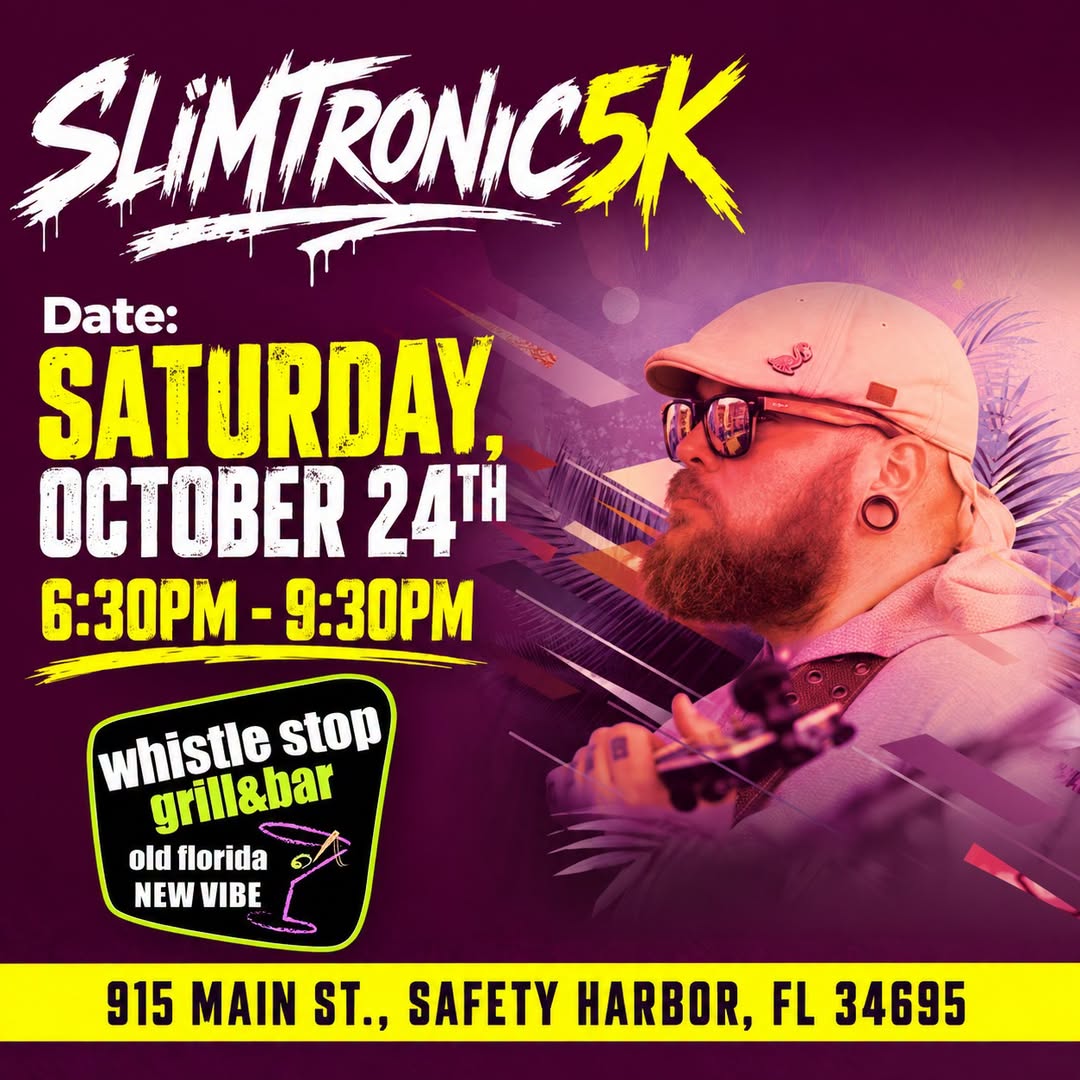 SLIMTRONIC5K
Date:
SATURDAY,
OCTOBER 24TH
6:30PM - 9:30PM
whistle stop
grill&bar
old florida
NEW VIBE
915 MAIN ST., SAFETY HARBOR, FL 34695